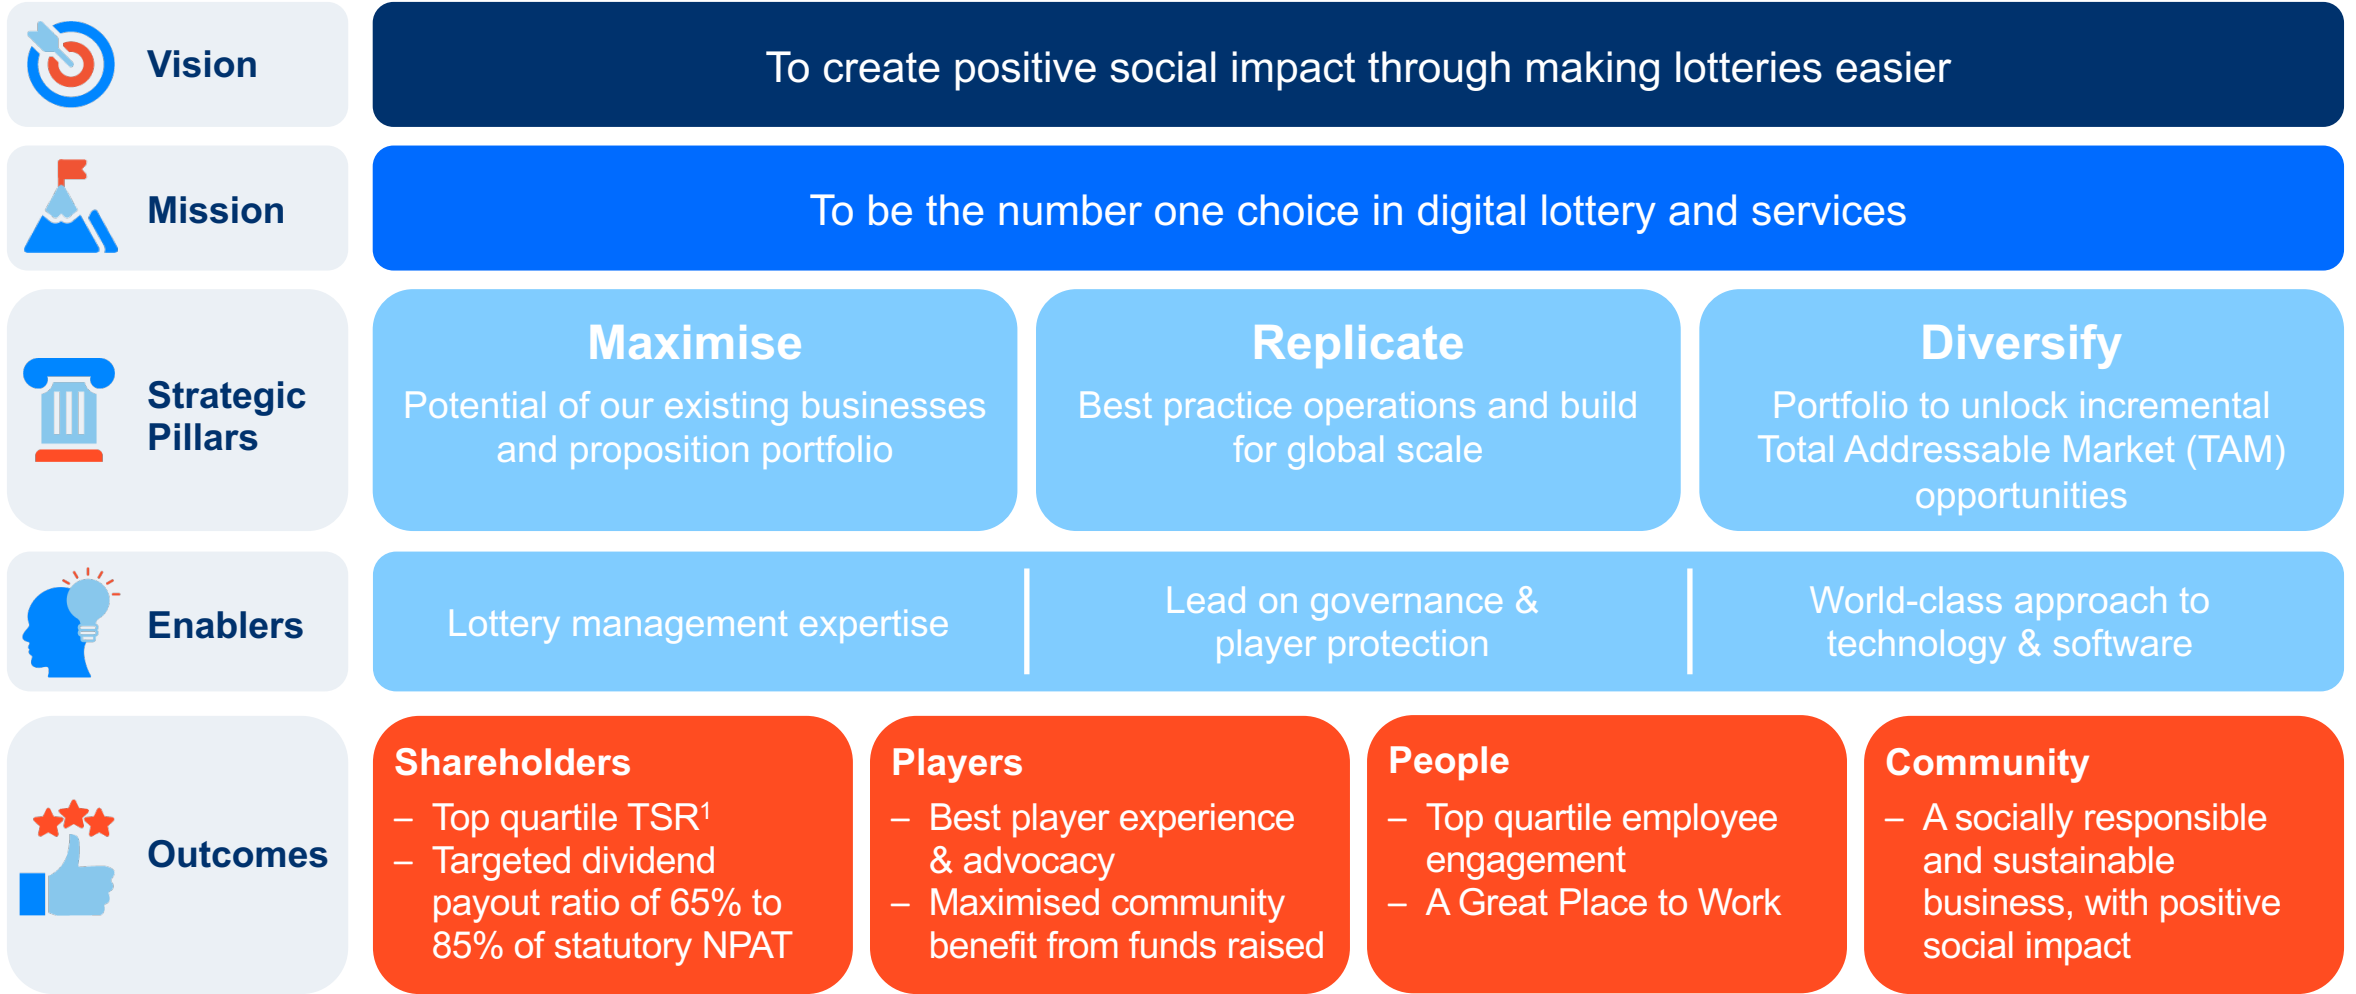 Vision
To create positive social impact through making lotteries easier
Mission
To be the number one choice in digital lottery and services
Strategic
Pillars
Maximise
Potential of our existing businesses
and proposition portfolio
Replicate
Best practice operations and build
for global scale
Diversify
Portfolio to unlock incremental
Total Addressable Market (TAM)
opportunities
Enablers
Lottery management expertise
Lead on governance &
player protection
World-class approach to
technology & software
Outcomes
Shareholders
– Top quartile TSR¹
– Targeted dividend
payout ratio of 65% to
85% of statutory NPAT
Players
– Best player experience
& advocacy
– Maximised community
benefit from funds raised
People
– Top quartile employee
engagement
– A Great Place to Work
Community
– A socially responsible
and sustainable
business, with positive
social impact